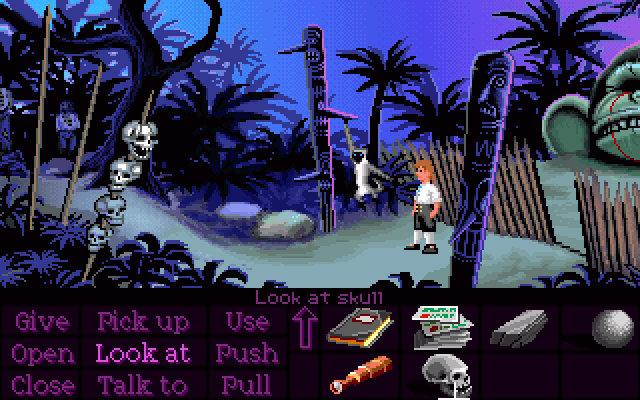 Look at skull
Give Pick up Use
Open Look at Push
Close Talk to Pull